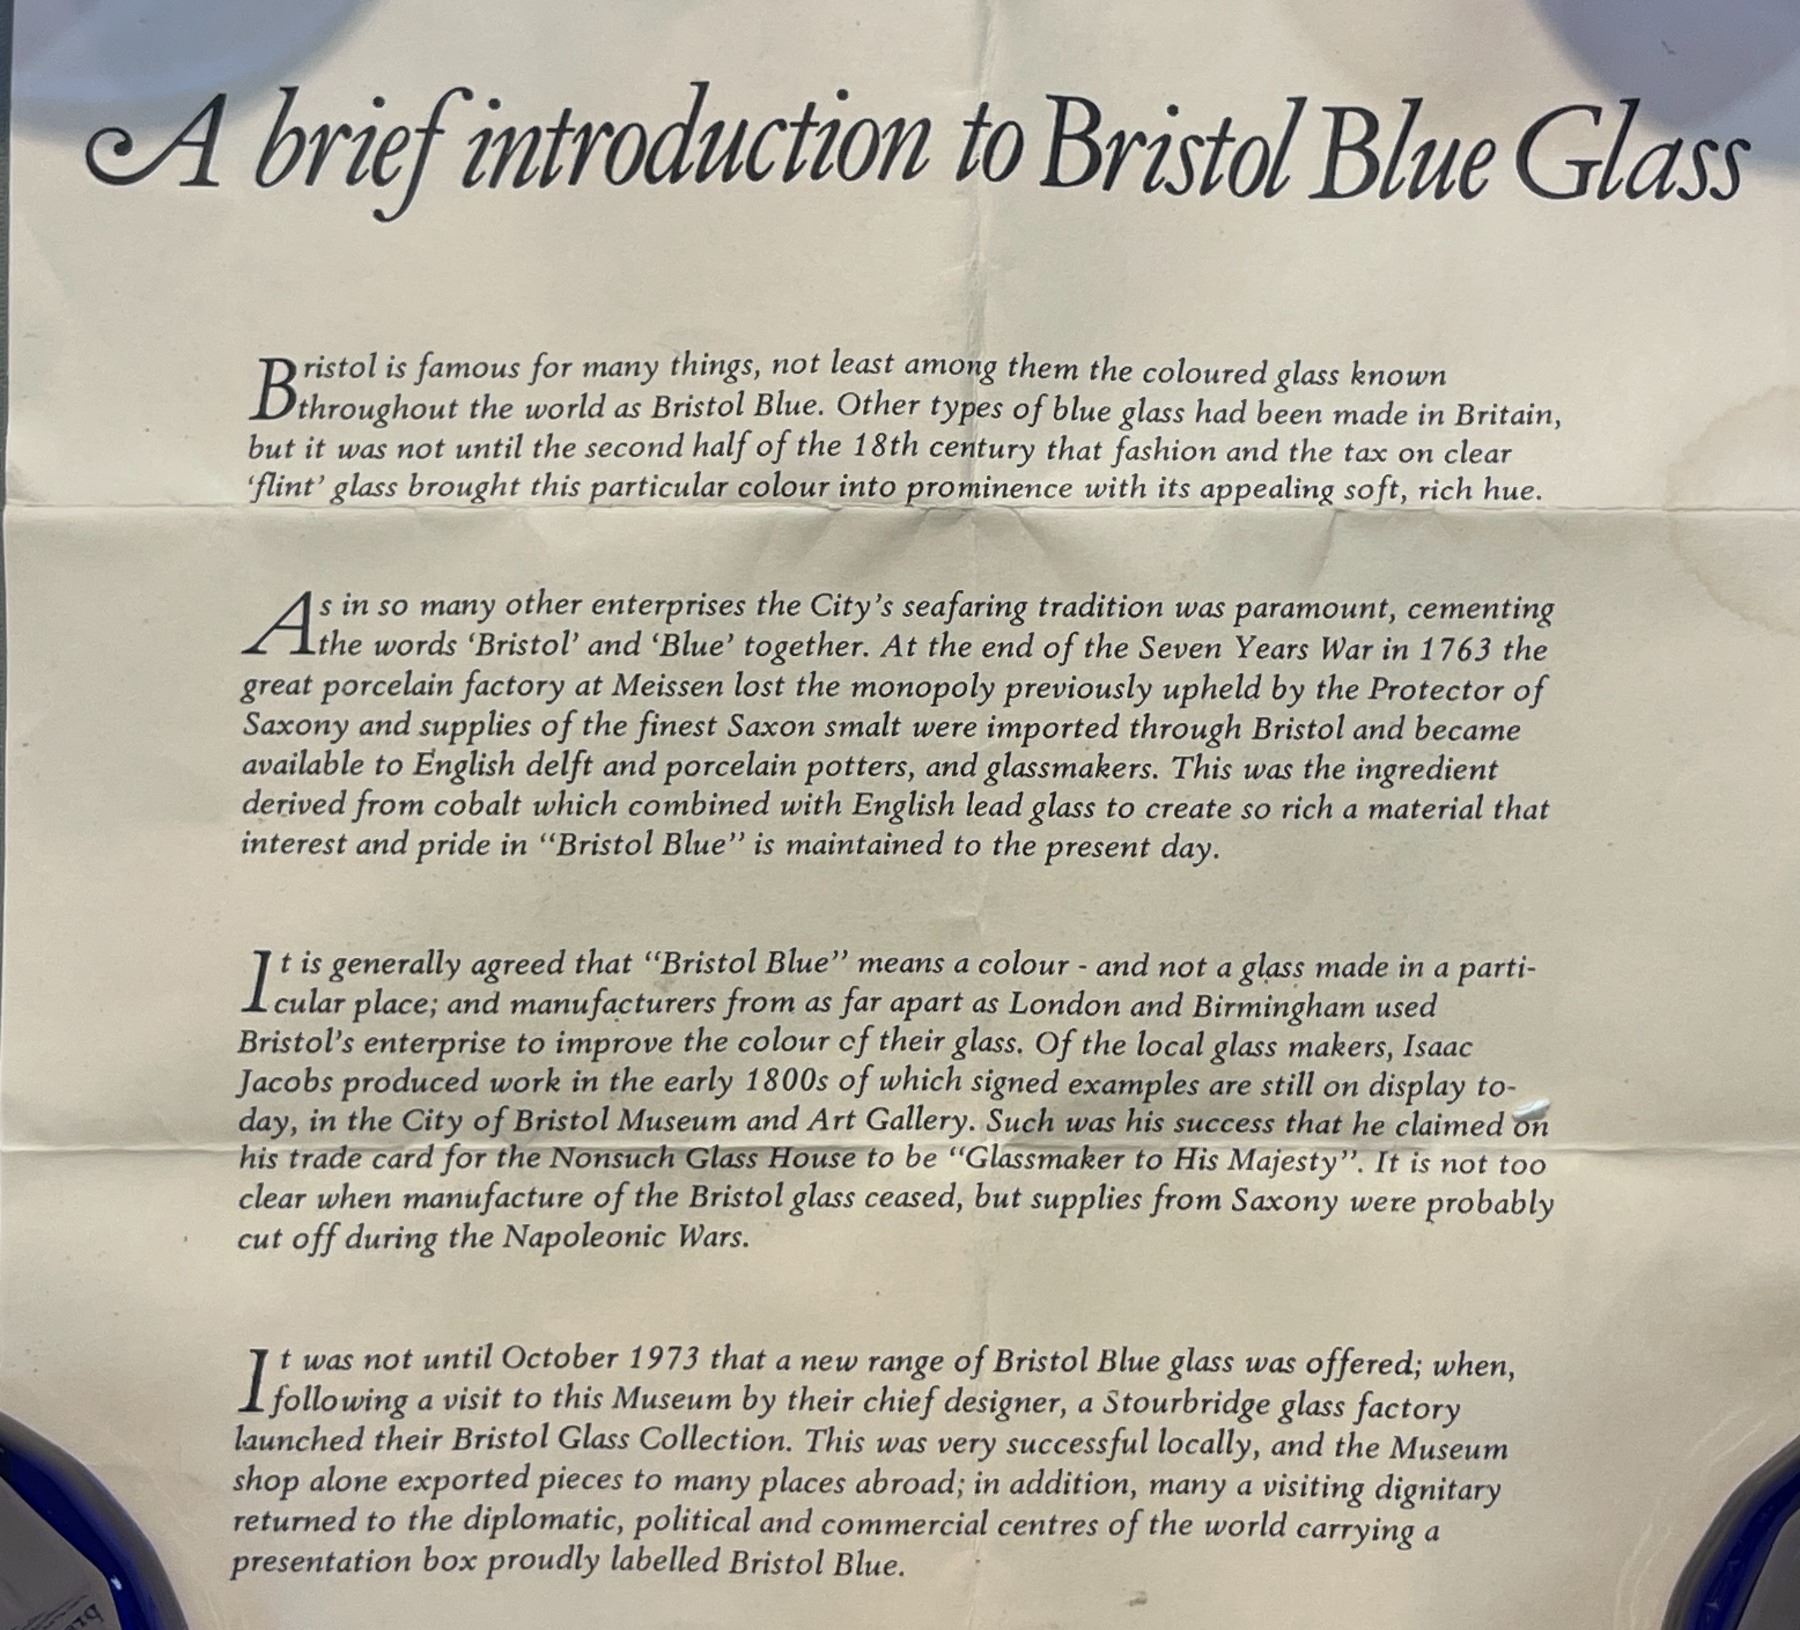 A brief introduction to Bristol Blue Glass
Bristol is famous for many things, not least among them the coloured glass known
throughout the world as Bristol Blue. Other types of blue glass had been made in Britain,
but it was not until the second half of the 18th century that fashion and the tax on clear
‘flint’ glass brought this particular colour into prominence with its appealing soft, rich hue.
As in so many other enterprises the City’s seafaring tradition was paramount, cementing
the words ‘Bristol’ and ‘Blue’ together. At the end of the Seven Years War in 1763 the
great porcelain factory at Meissen lost the monopoly previously upheld by the Protector of
Saxony and supplies of the finest Saxon smalt were imported through Bristol and became
available to English delft and porcelain potters, and glassmakers. This was the ingredient
derived from cobalt which combined with English lead glass to create so rich a material that
interest and pride in “Bristol Blue” is maintained to the present day.
It is generally agreed that “Bristol Blue” means a colour - and not a glass made in a parti-
cular place; and manufacturers from as far apart as London and Birmingham used
Bristol’s enterprise to improve the colour of their glass. Of the local glass makers, Isaac
Jacobs produced work in the early 1800s of which signed examples are still on display to-
day, in the City of Bristol Museum and Art Gallery. Such was his success that he claimed on
his trade card for the Nonsuch Glass House to be “Glassmaker to His Majesty”. It is not too
clear when manufacture of the Bristol glass ceased, but supplies from Saxony were probably
cut off during the Napoleonic Wars.
It was not until October 1973 that a new range of Bristol Blue glass was offered; when,
following a visit to this Museum by their chief designer, a Stourbridge glass factory
launched their Bristol Glass Collection. This was very successful locally, and the Museum
shop alone exported pieces to many places abroad; in addition, many a visiting dignitary
returned to the diplomatic, political and commercial centres of the world carrying a
presentation box proudly labelled Bristol Blue.